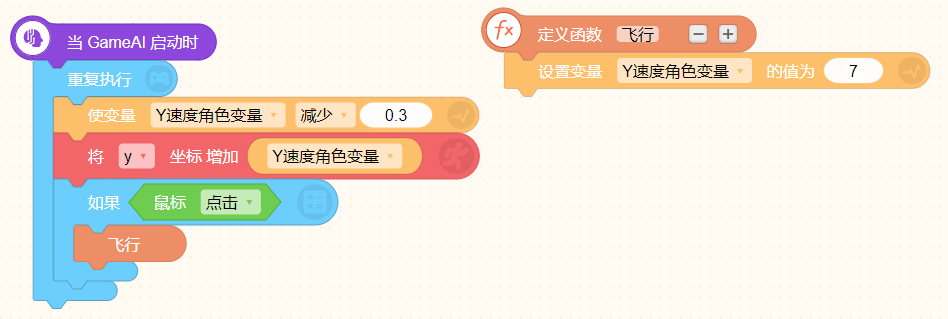 当 GameAI 启动时
重复执行
使变量 Y速度角色变量 减少 0.3
将 y 坐标 增加 Y速度角色变量
如果 鼠标 点击
飞行
fx 定义函数 飞行
设置变量 Y速度角色变量 的值为 7